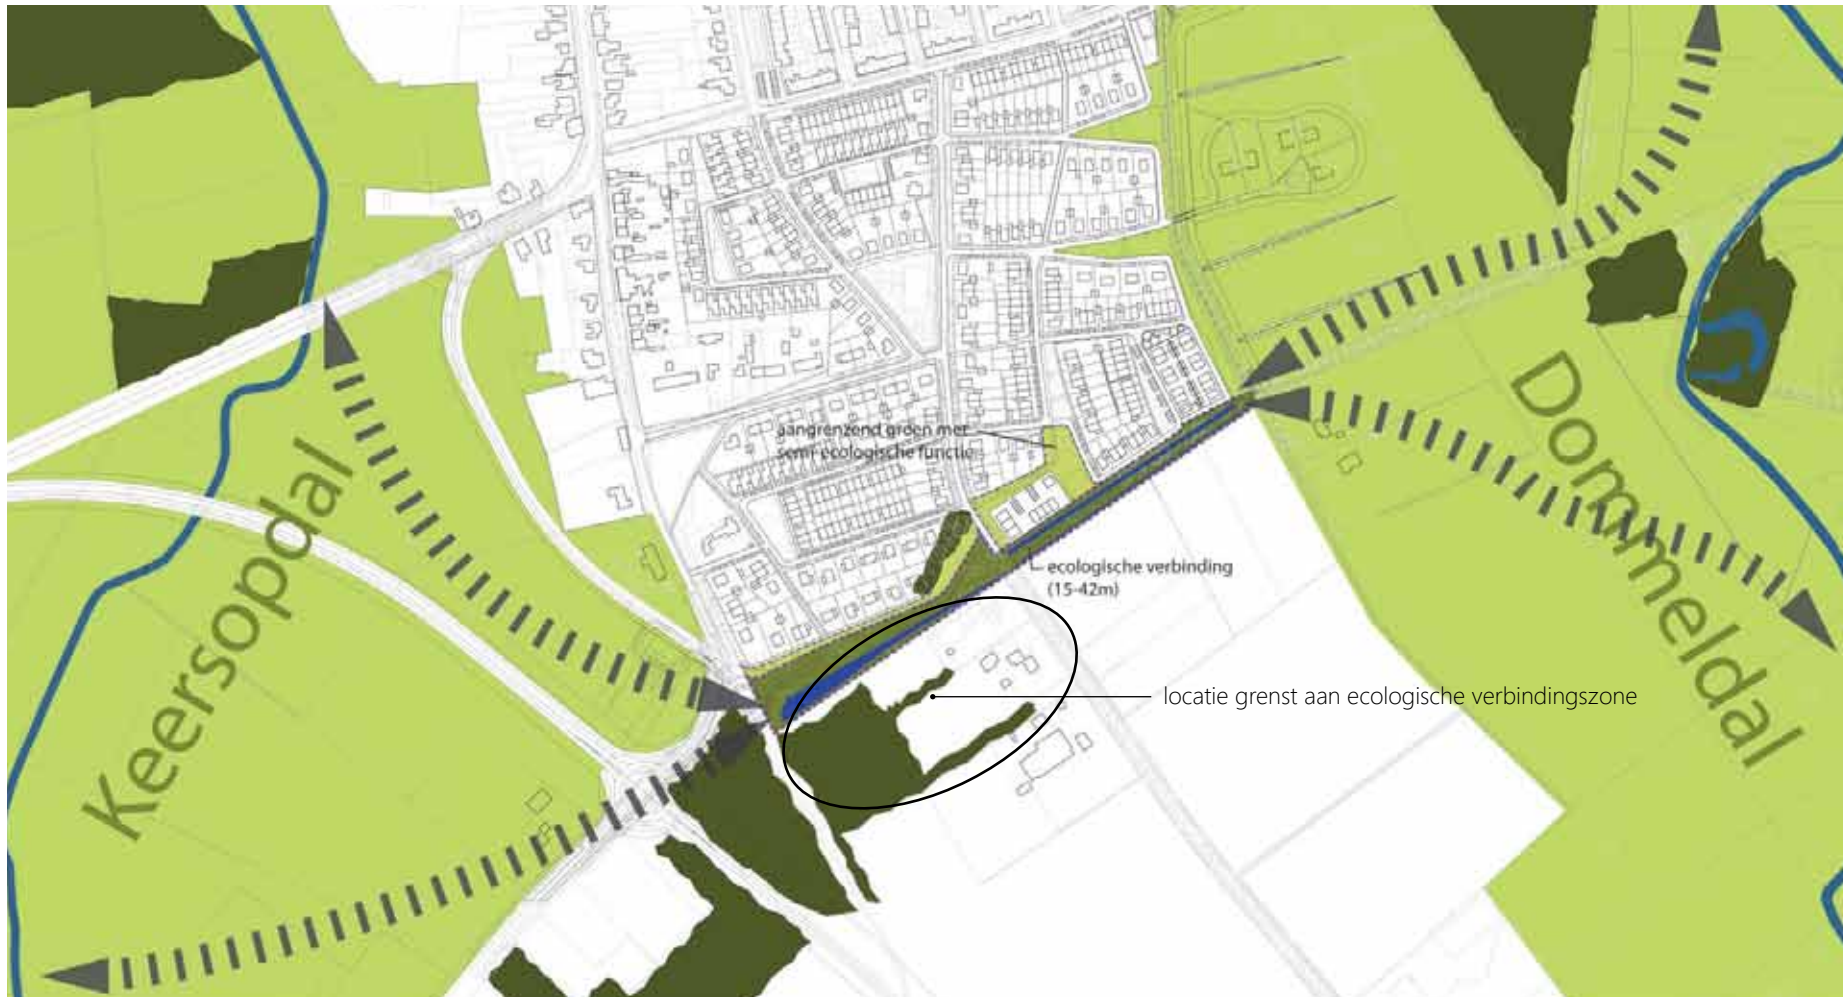 aangrenzend groen met
semi-ecologische functie
ecologische verbinding
(15-42m)
locatie grenst aan ecologische verbindingszone
Keersopdal
Dommeldal